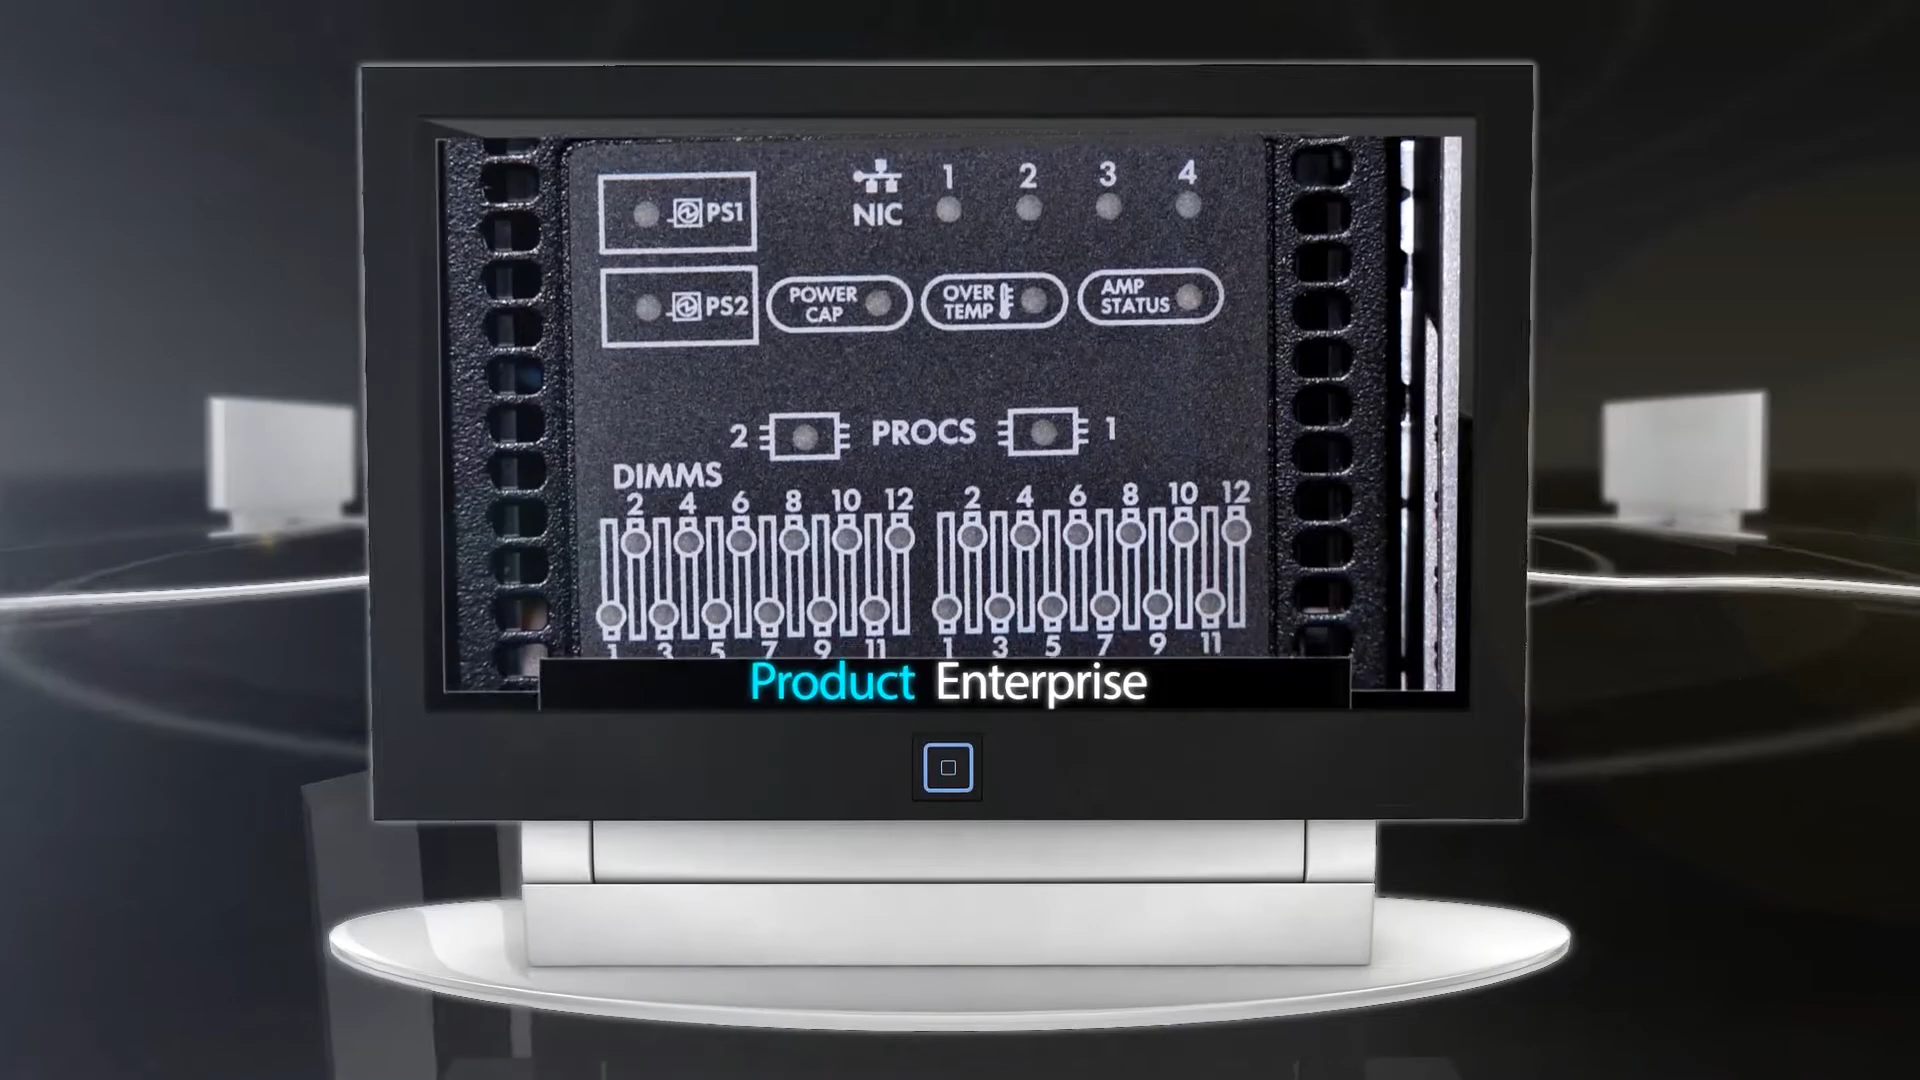 PS1
NIC 1 2 3 4
PS2
POWER
CAP
OVER
TEMP
AMP
STATUS
2 PROCS 1
DIMMS
2 4 6 8 10 12 2 4 6 8 10 12
1 3 5 7 9 11 1 3 5 7 9 11
Product Enterprise